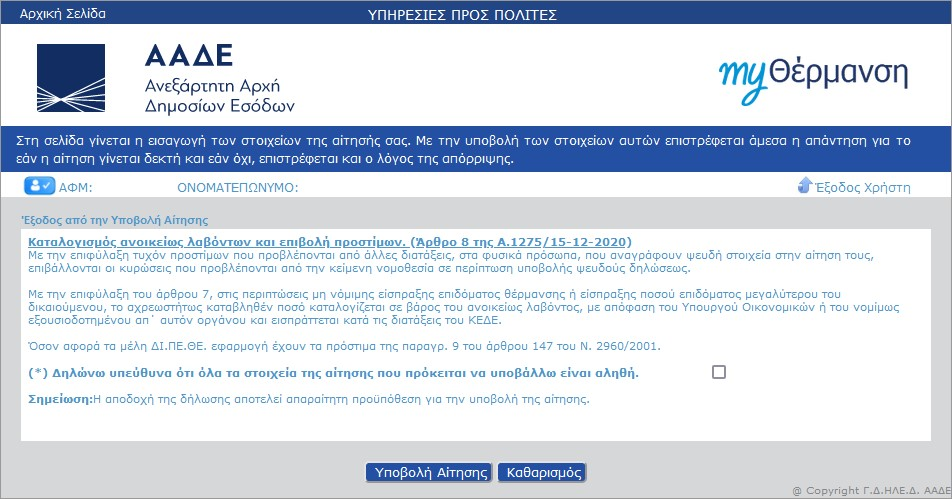 Αρχική Σελίδα
ΥΠΗΡΕΣΙΕΣ ΠΡΟΣ ΠΟΛΙΤΕΣ
ΑΑΔΕ
Ανεξάρτητη Αρχή
Δημοσίων Εσόδων
my Θέρμανση
Στη σελίδα γίνεται η εισαγωγή των στοιχείων της αίτησής σας. Με την υποβολή των στοιχείων αυτών επιστρέφεται άμεσα η απάντηση για το
εάν η αίτηση γίνεται δεκτή και εάν όχι, επιστρέφεται και ο λόγος της απόρριψης.
ΑΦΜ:
ΟΝΟΜΑΤΕΠΩΝΥΜΟ:
Έξοδος Χρήστη
Έξοδος από την Υποβολή Αίτησης
Καταλογισμός ανοικείως λαβόντων και επιβολή προστίμων. (Άρθρο 8 της Α.1275/15-12-2020)
Με την επιφύλαξη τυχόν προστίμων που προβλέπονται από άλλες διατάξεις, στα φυσικά πρόσωπα, που αναγράφουν ψευδή στοιχεία στην αίτηση τους,
επιβάλλονται οι κυρώσεις που προβλέπονται από την κείμενη νομοθεσία σε περίπτωση υποβολής ψευδούς δηλώσεως.
Με την επιφύλαξη του άρθρου 7, στις περιπτώσεις μη νόμιμης είσπραξης επιδόματος θέρμανσης ή είσπραξης ποσού επιδόματος μεγαλύτερου του
δικαιούμενου, το αχρεωστήτως καταβληθέν ποσό καταλογίζεται σε βάρος του ανοικείως λαβόντος, με απόφαση του Υπουργού Οικονομικών ή του νομίμως
εξουσιοδοτημένου απ΄ αυτόν οργάνου και εισπράττεται κατά τις διατάξεις του ΚΕΔΕ.
Όσον αφορά τα μέλη ΔΙ.ΠΕ.ΘΕ. εφαρμογή έχουν τα πρόστιμα της παραγρ. 9 του άρθρου 147 του Ν. 2960/2001.
(*) Δηλώνω υπεύθυνα ότι όλα τα στοιχεία της αίτησης που πρόκειται να υποβάλλω είναι αληθή.
Σημείωση:Η αποδοχή της δήλωσης αποτελεί απαραίτητη προϋπόθεση για την υποβολή της αίτησης.
Υποβολή Αίτησης
Καθαρισμός
@ Copyright Γ.Δ.ΗΛΕ.Δ. ΑΑΔΕ